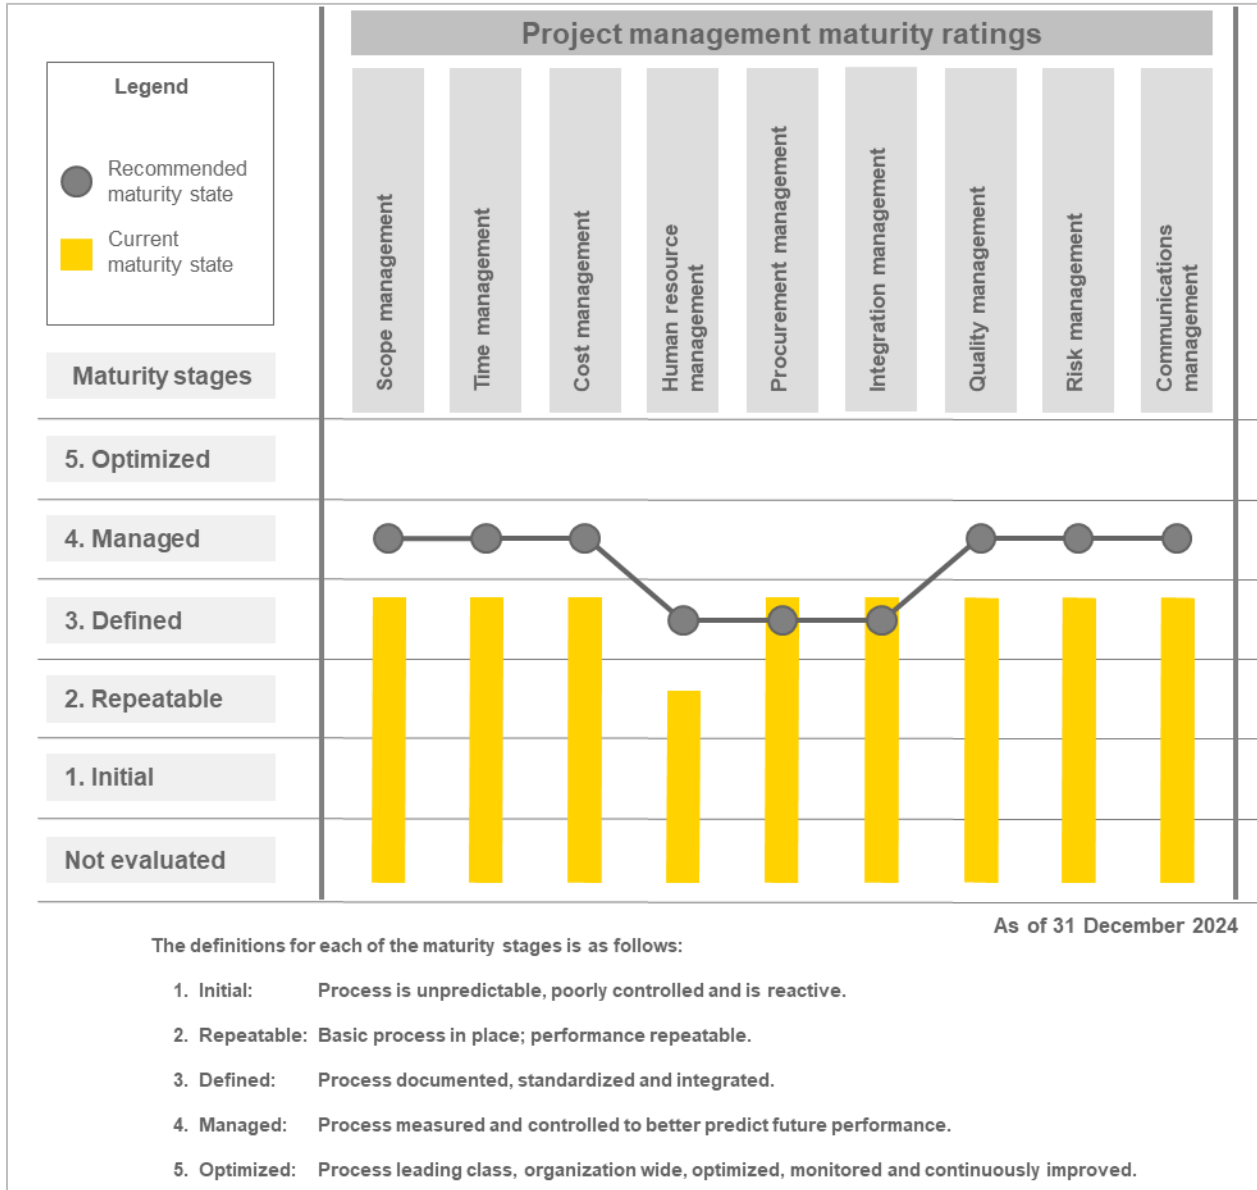 Project management maturity ratings
Legend
Recommended
maturity state
Current
maturity state
Maturity stages
Scope management
Time management
Cost management
Human resource
management
Procurement management
Integration management
Quality management
Risk management
Communications
management
5. Optimized
4. Managed
3. Defined
2. Repeatable
1. Initial
Not evaluated
As of 31 December 2024
The definitions for each of the maturity stages is as follows:
1. Initial: Process is unpredictable, poorly controlled and is reactive.
2. Repeatable: Basic process in place; performance repeatable.
3. Defined: Process documented, standardized and integrated.
4. Managed: Process measured and controlled to better predict future performance.
5. Optimized: Process leading class, organization wide, optimized, monitored and continuously improved.